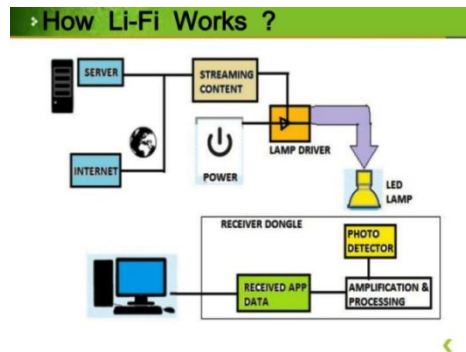 How Li-Fi Works ?
SERVER
STREAMING
CONTENT
INTERNET
POWER
LAMP DRIVER
LED
LAMP
RECEIVER DONGLE
PHOTO
DETECTOR
RECEIVED APP
DATA
AMPLIFICATION &
PROCESSING